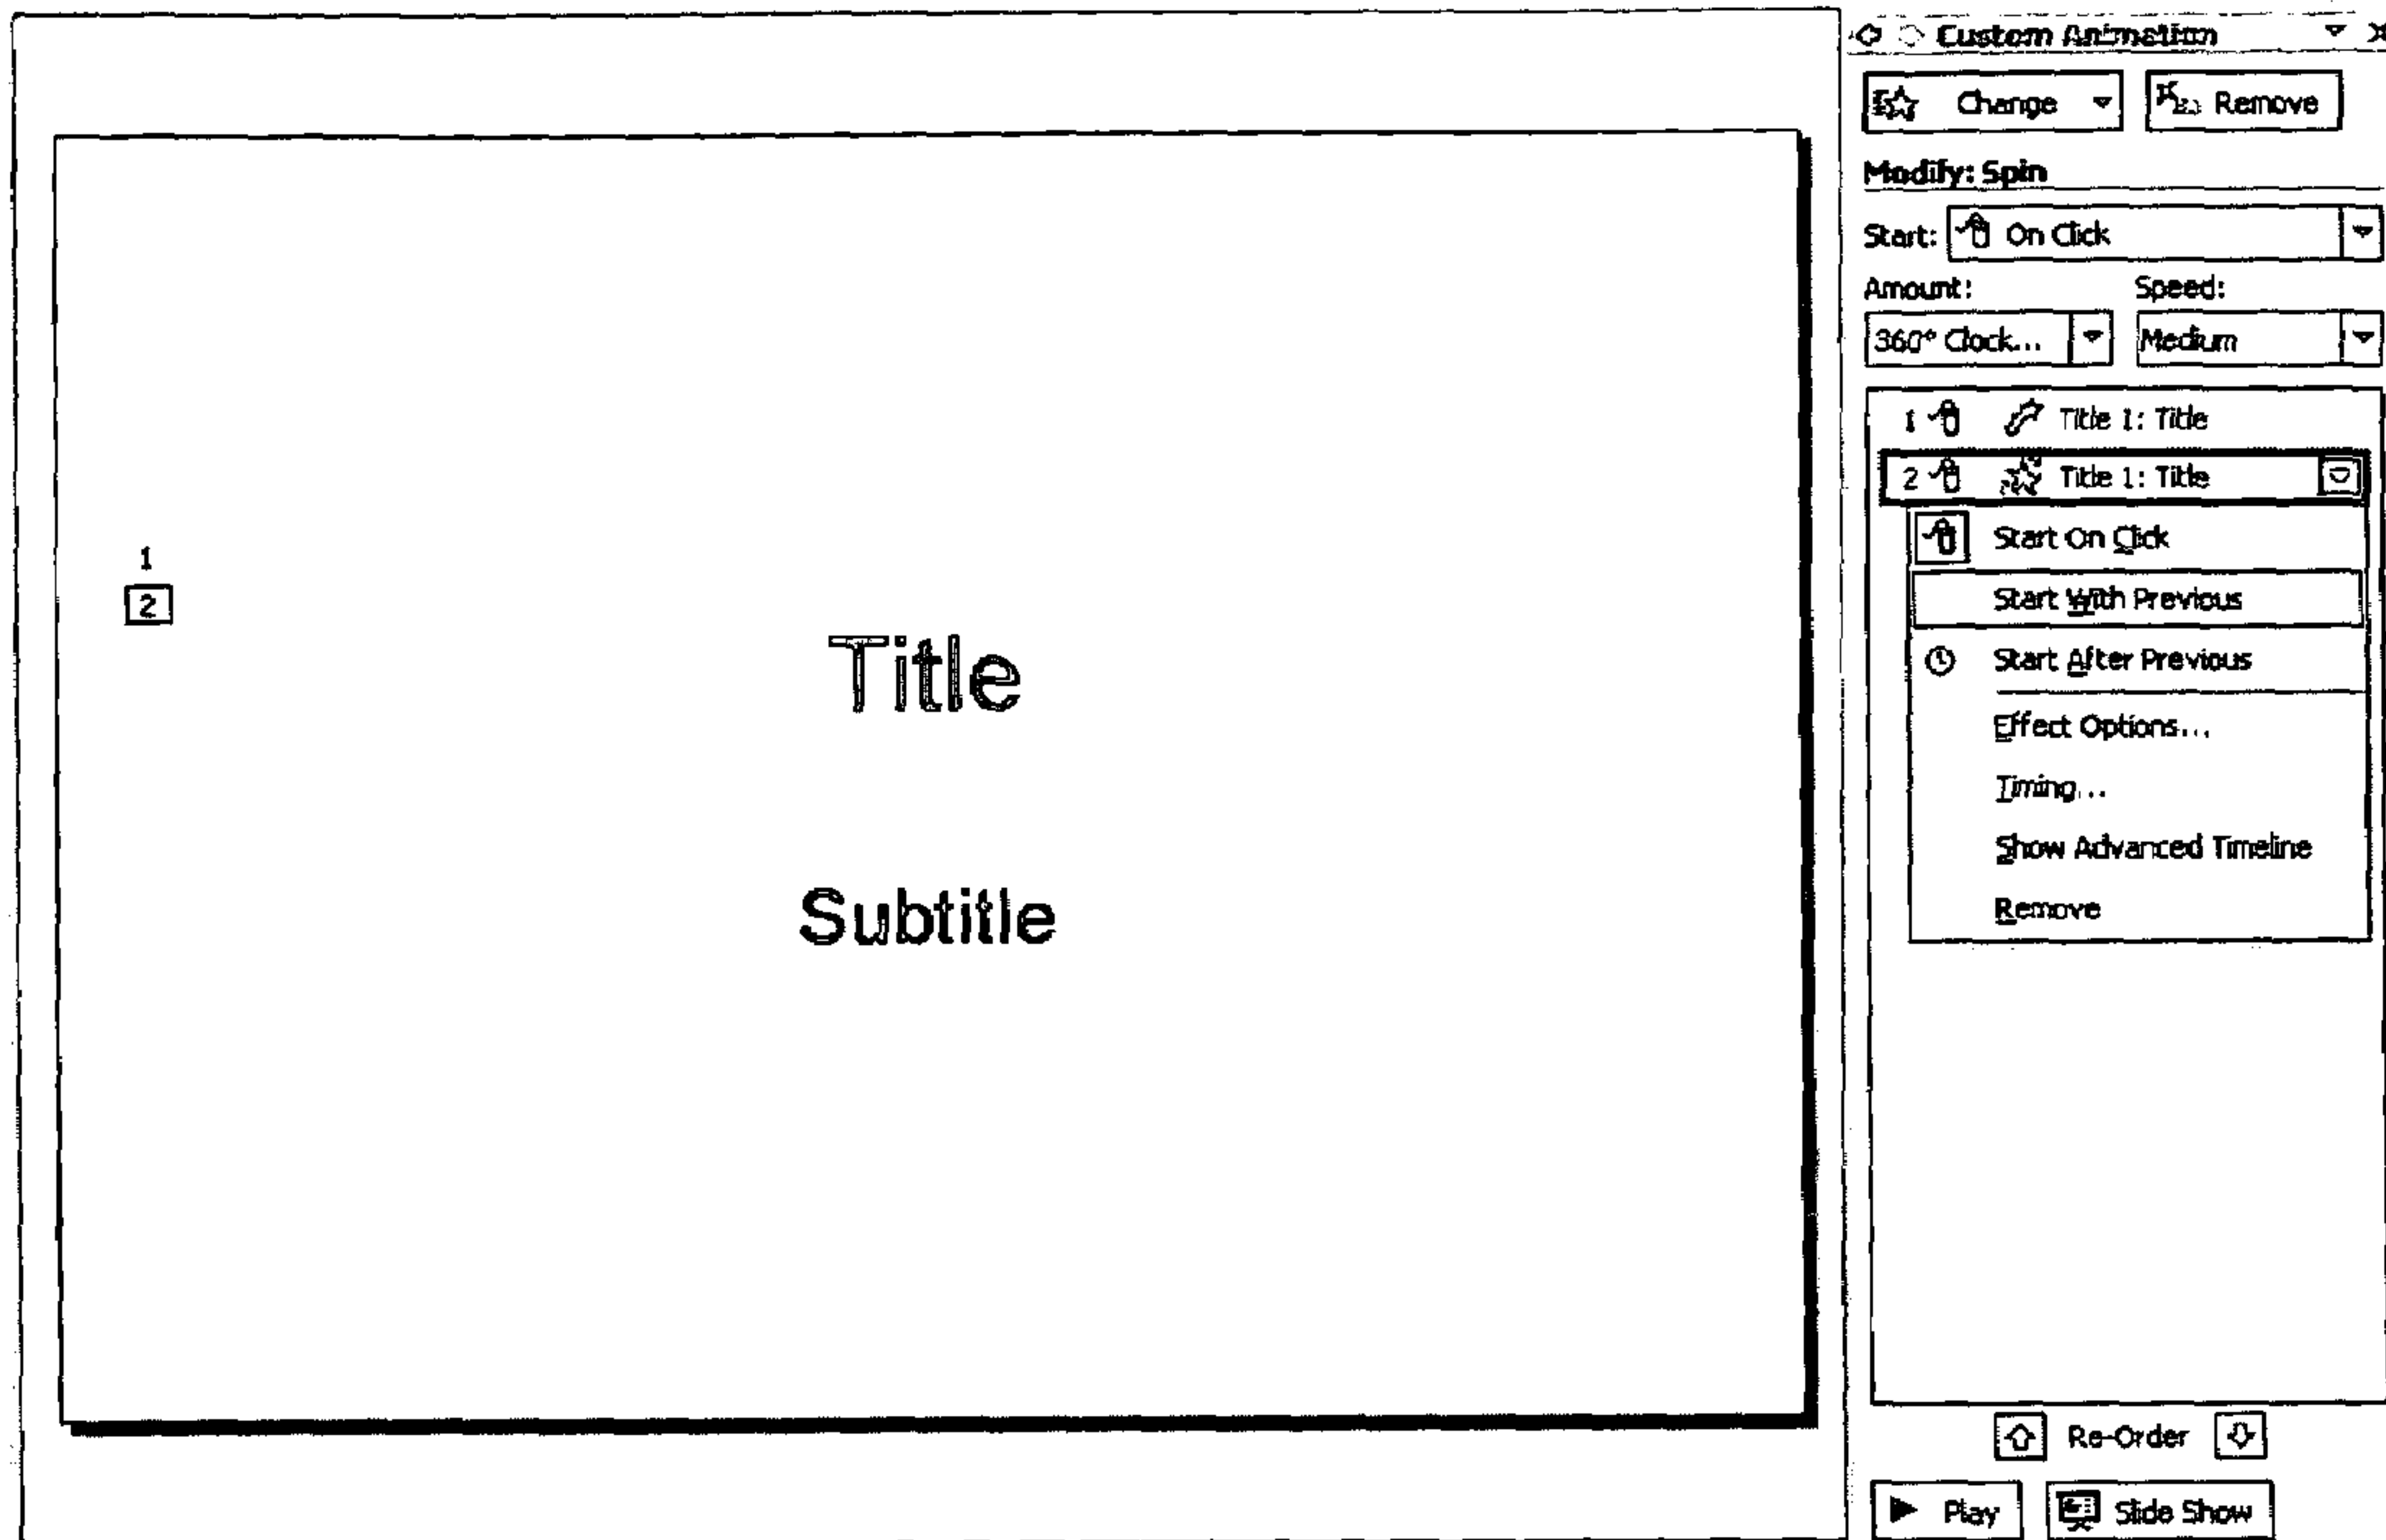 1
2
Title
Subtitle
Custom Animation
Change
Remove
Modify: Spin
Start: On Click
Amount: Speed:
360° Clock... Medium
1 Title 1: Title
2 Title 1: Title
Start On Click
Start With Previous
Start After Previous
Effect Options...
Timing...
Show Advanced Timeline
Remove
Re-Order
Play
Slide Show